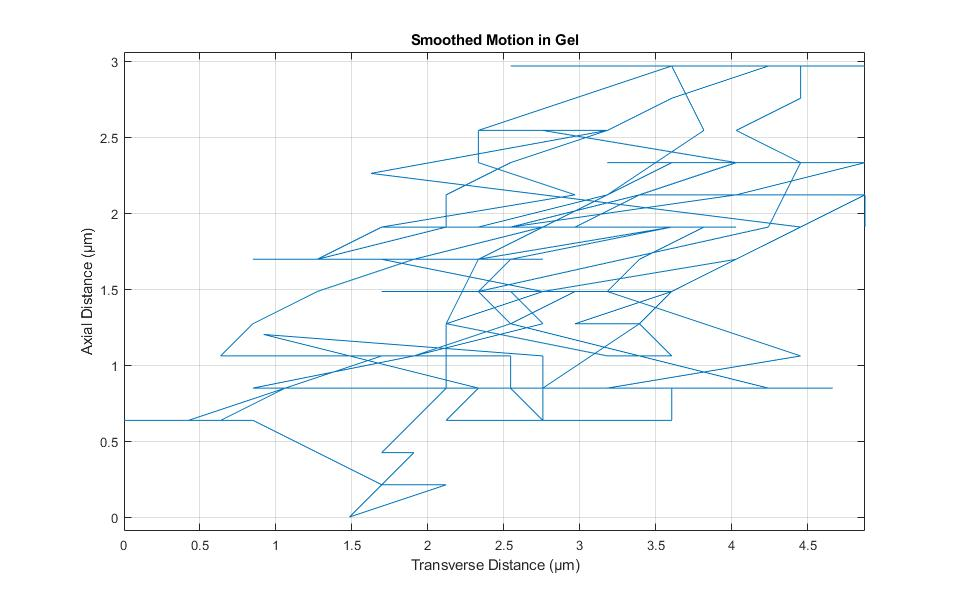 Smoothed Motion in Gel
3
2.5
2
1.5
1
0.5
0
Axial Distance (µm)
0 0.5 1 1.5 2 2.5 3 3.5 4 4.5
Transverse Distance (µm)